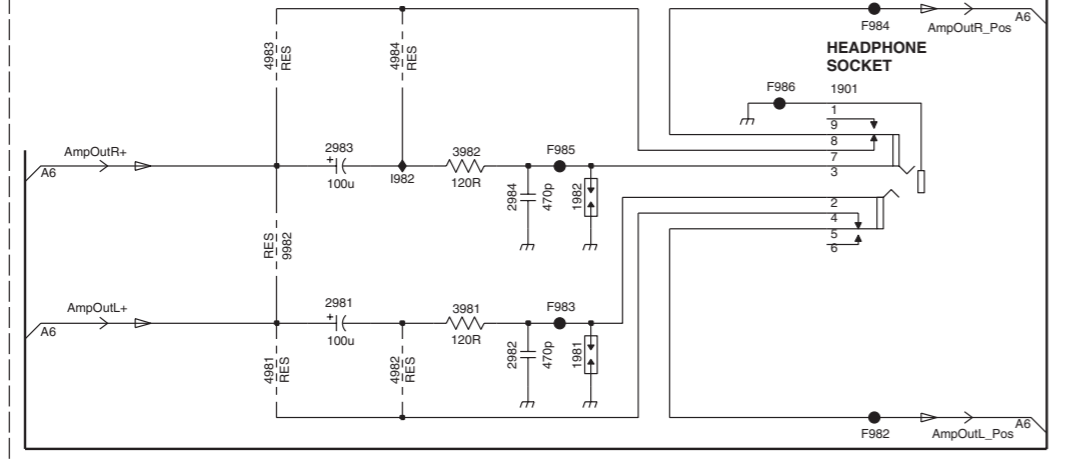 F984
AmpOutR_Pos
A6
HEADPHONE
SOCKET
4983
RES
4984
RES
F986
1901
1
9
8
7
3
AmpOutR+
A6
2983
+
100u
I982
3982
120R
2984
470p
F985
1982
2
4
5
6
RES
9982
AmpOutL+
A6
2981
+
100u
3981
120R
2982
470p
F983
1981
4981
RES
4982
RES
F982
AmpOutL_Pos
A6